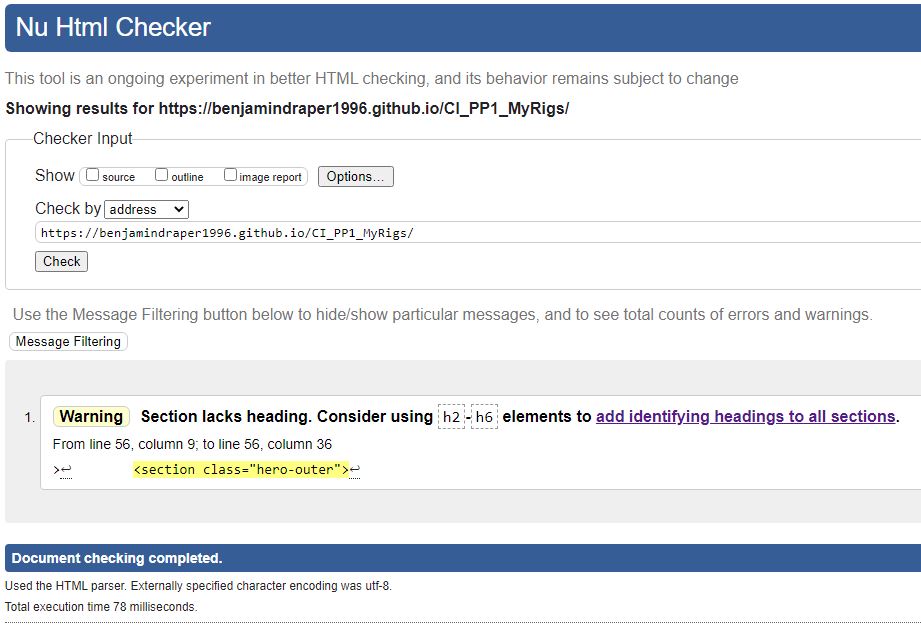 Nu Html Checker
This tool is an ongoing experiment in better HTML checking, and its behavior remains subject to change
Showing results for https://benjamindraper1996.github.io/CI_PP1_MyRigs/
Checker Input
Show source outline image report Options...
Check by address
https://benjamindraper1996.github.io/CI_PP1_MyRigs/
Check
Use the Message Filtering button below to hide/show particular messages, and to see total counts of errors and warnings.
Message Filtering
1. Warning Section lacks heading. Consider using h2-h6 elements to add identifying headings to all sections.
From line 56, column 9; to line 56, column 36
>↩ <section class="hero-outer">↩
Document checking completed.
Used the HTML parser. Externally specified character encoding was utf-8.
Total execution time 78 milliseconds.